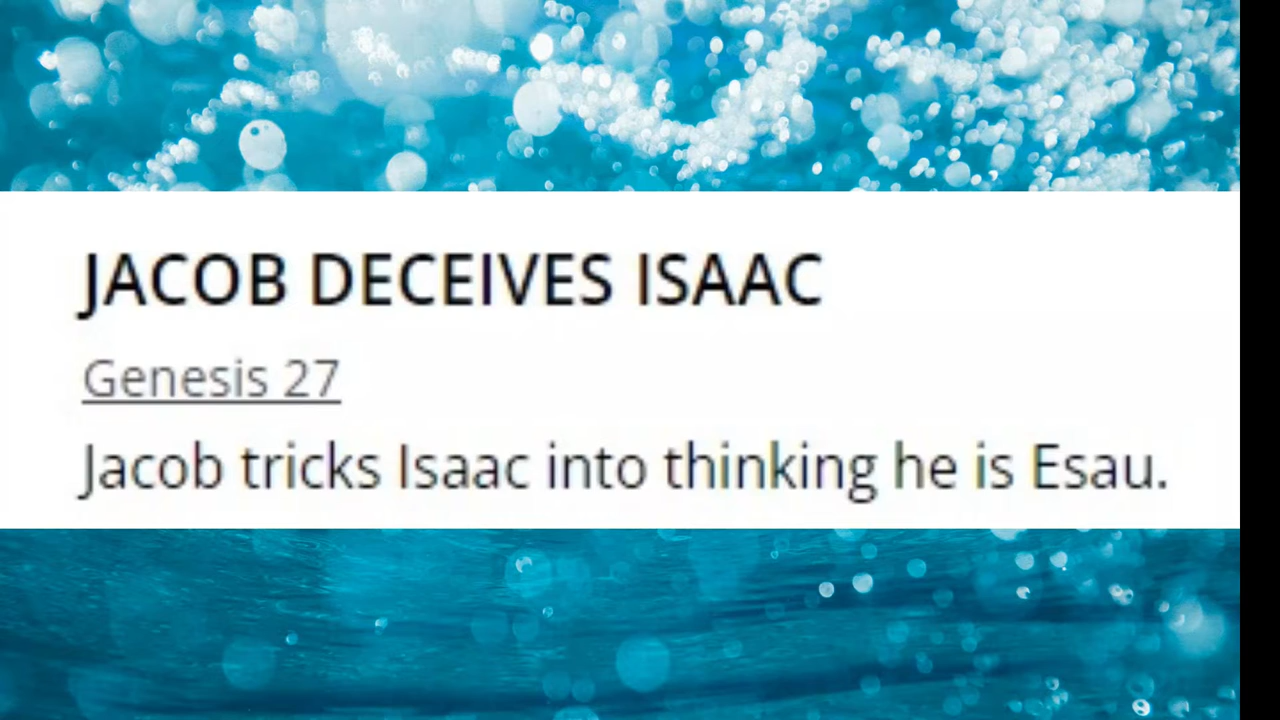 JACOB DECEIVES ISAAC
Genesis 27
Jacob tricks Isaac into thinking he is Esau.